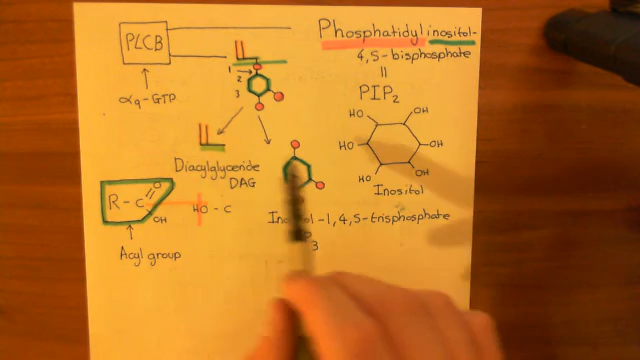 PLCB
Phosphatidylinositol-
4,5-bisphosphate
=
PIP2
αq-GTP
1
2
3
HO
OH
HO
OH
HO
OH
Inositol
Diacylglyceride
DAG
R-C
O
OH
HO-C
Acyl group
-1,4,5-trisphosphate
3